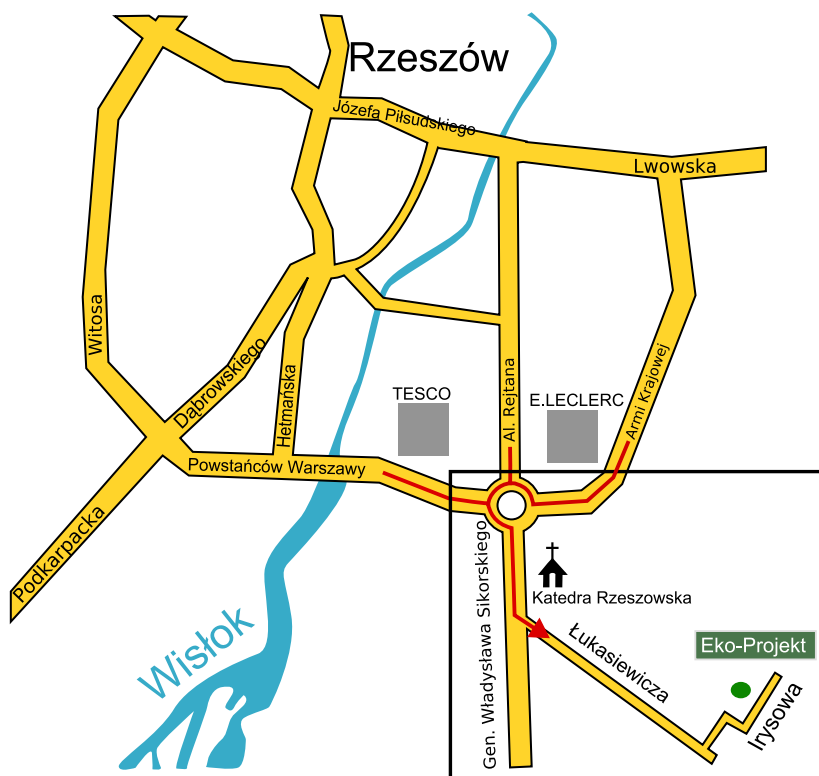 Rzeszów
Józefa Piłsudskiego
Lwowska
Witosa
Dąbrowskiego
Hetmańska
TESCO
Al. Rejtana
E.LECLERC
Armi Krajowej
Powstańców Warszawy
Podkarpacka
Wisłok
Gen. Władysława Sikorskiego
Katedra Rzeszowska
Łukasiewicza
Eko-Projekt
Irysowa